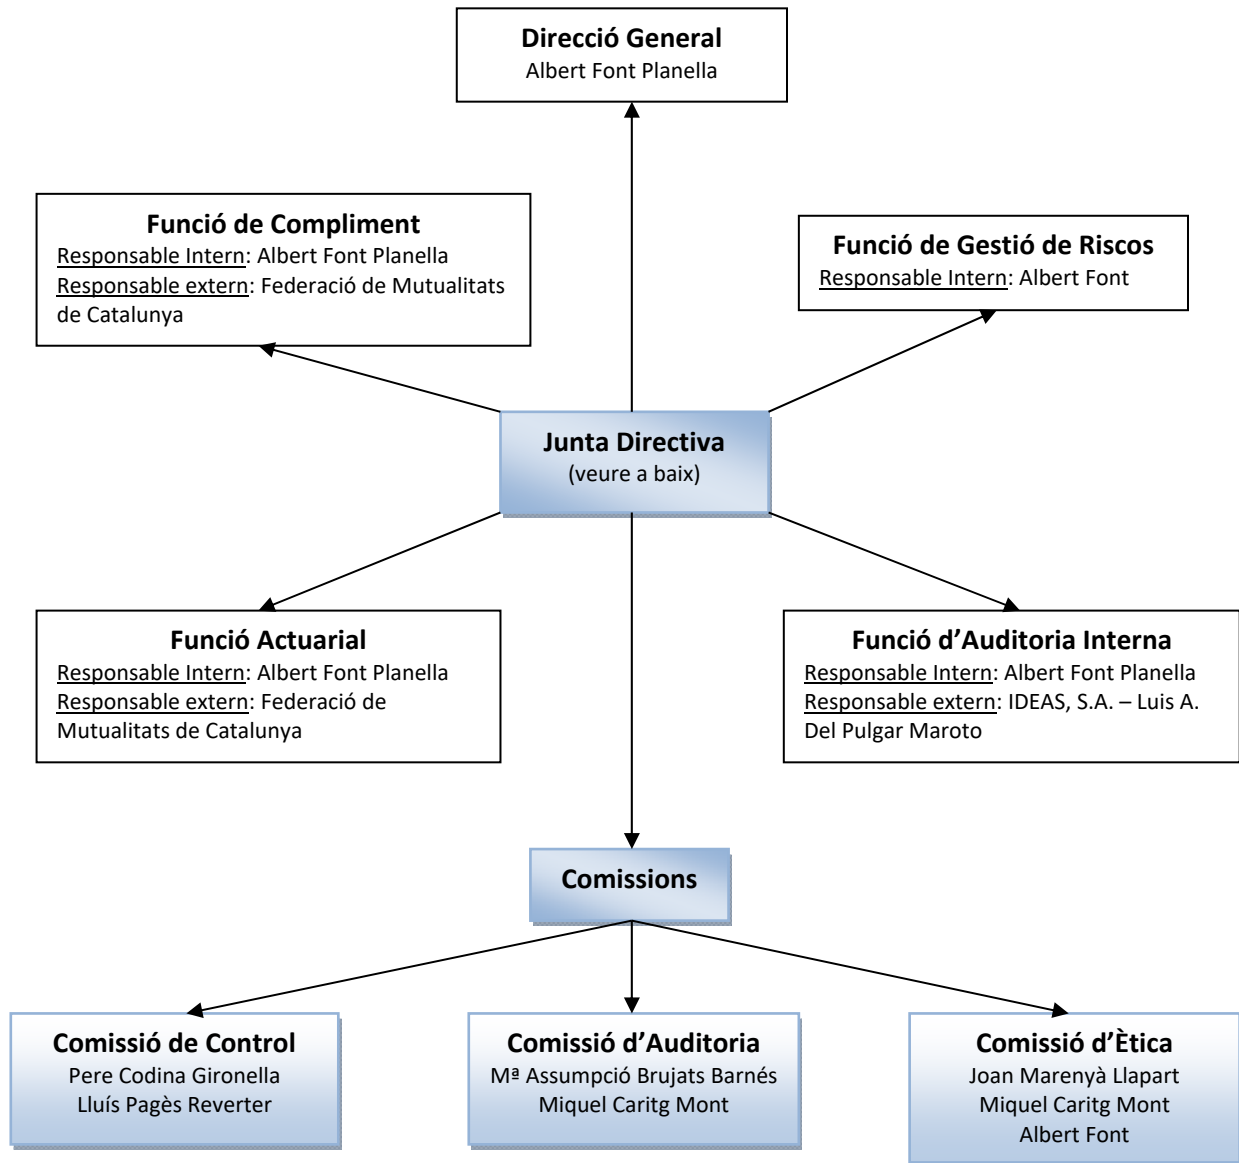 Direcció General
Albert Font Planella
Funció de Compliment
Responsable Intern: Albert Font Planella
Responsable extern: Federació de Mutualitats
de Catalunya
Funció de Gestió de Riscos
Responsable Intern: Albert Font
Junta Directiva
(veure a baix)
Funció Actuarial
Responsable Intern: Albert Font Planella
Responsable extern: Federació de
Mutualitats de Catalunya
Funció d’Auditoria Interna
Responsable Intern: Albert Font Planella
Responsable extern: IDEAS, S.A. – Luis A.
Del Pulgar Maroto
Comissions
Comissió de Control
Pere Codina Gironella
Lluís Pagès Reverter
Comissió d’Auditoria
Mª Assumpció Brujats Barnés
Miquel Caritg Mont
Comissió d’Ètica
Joan Marenyà Llapart
Miquel Caritg Mont
Albert Font